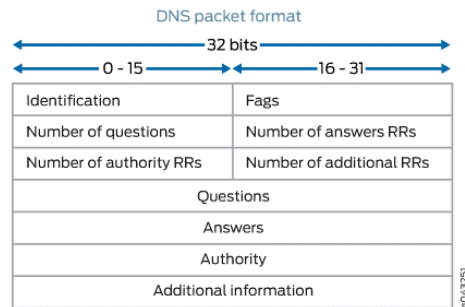 DNS packet format
32 bits
0 - 15 16 - 31
Identification Fags
Number of questions Number of answers RRs
Number of authority RRs Number of additional RRs
Questions
Answers
Authority
Additional information